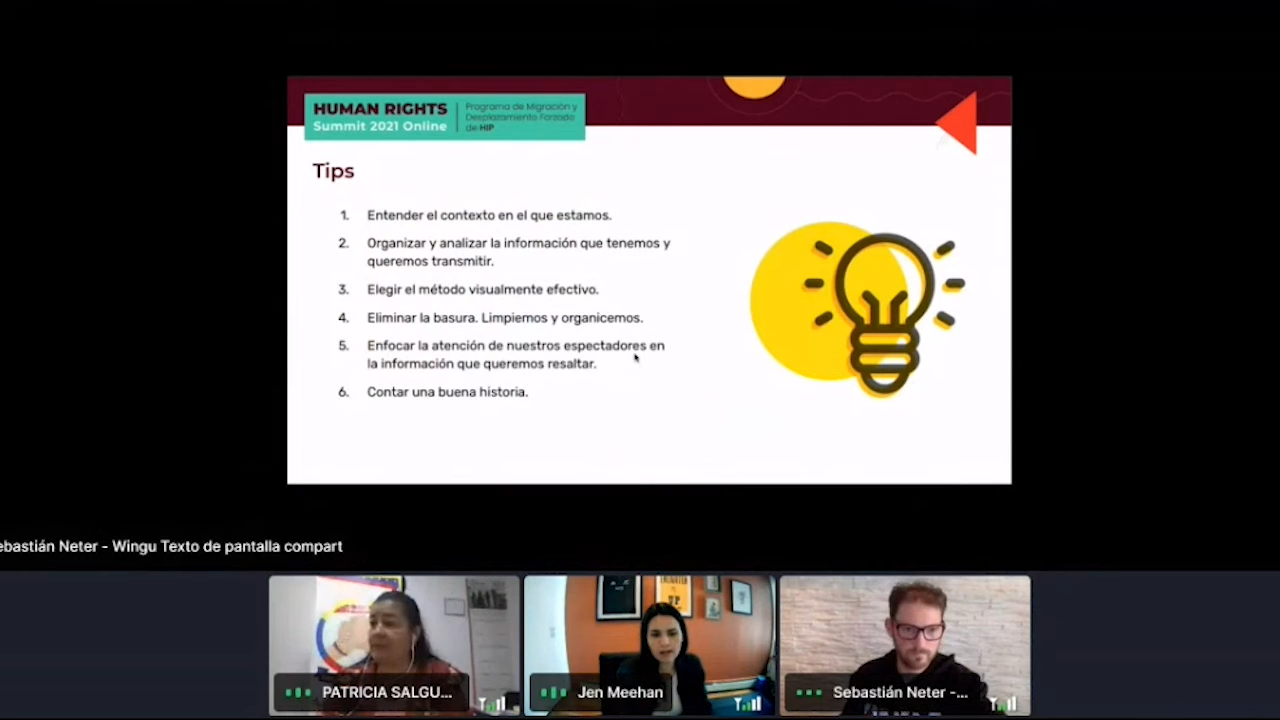 HUMAN RIGHTS
Summit 2021 Online
Programa de Migración y
Desplazamiento Forzado
de HIP
Tips
1. Entender el contexto en el que estamos.
2. Organizar y analizar la información que tenemos y
queremos transmitir.
3. Elegir el método visualmente efectivo.
4. Eliminar la basura. Limpiemos y organicemos.
5. Enfocar la atención de nuestros espectadores en
la información que queremos resaltar.
6. Contar una buena historia.
ebastián Neter - Wingu Texto de pantalla compart
PATRICIA SALGU...
Jen Meehan
Sebastián Neter -...